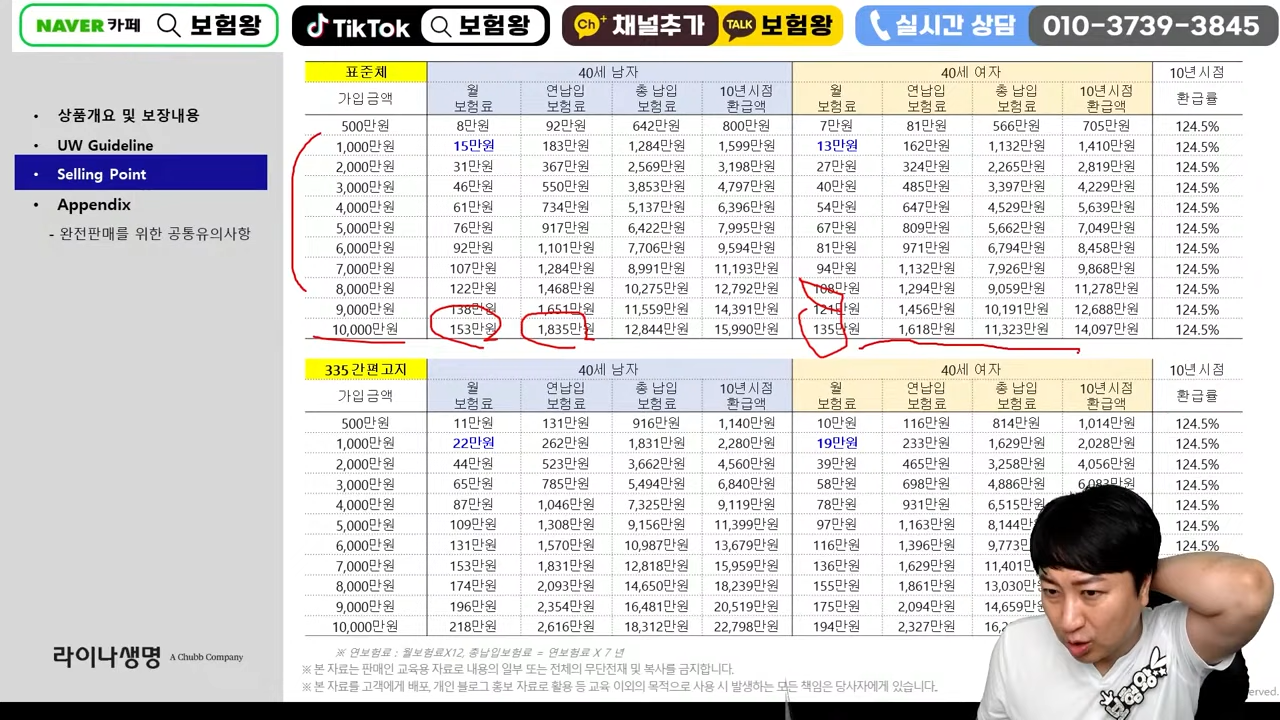 NAVER 카페 보험왕 TikTok 보험왕 Ch+ 채널추가 TALK 보험왕 실시간 상담 010-3739-3845
• 상품개요 및 보장내용
• UW Guideline
• Selling Point
• Appendix
- 완전판매를 위한 공통유의사항
표준체 40세 남자 40세 여자 10년시점
가입금액 월 보험료 연납입 보험료 총 납입 보험료 10년시점 환급액 월 보험료 연납입 보험료 총 납입 보험료 10년시점 환급액 환급률
500만원 8만원 92만원 642만원 800만원 7만원 81만원 566만원 705만원 124.5%
1,000만원 15만원 183만원 1,284만원 1,599만원 13만원 162만원 1,132만원 1,410만원 124.5%
2,000만원 31만원 367만원 2,569만원 3,198만원 27만원 324만원 2,265만원 2,819만원 124.5%
3,000만원 46만원 550만원 3,853만원 4,797만원 40만원 485만원 3,397만원 4,229만원 124.5%
4,000만원 61만원 734만원 5,137만원 6,396만원 54만원 647만원 4,529만원 5,639만원 124.5%
5,000만원 76만원 917만원 6,422만원 7,995만원 67만원 809만원 5,662만원 7,049만원 124.5%
6,000만원 92만원 1,101만원 7,706만원 9,594만원 81만원 971만원 6,794만원 8,458만원 124.5%
7,000만원 107만원 1,284만원 8,991만원 11,193만원 94만원 1,132만원 7,926만원 9,868만원 124.5%
8,000만원 122만원 1,468만원 10,275만원 12,792만원 108만원 1,294만원 9,059만원 11,278만원 124.5%
9,000만원 138만원 1,651만원 11,559만원 14,391만원 121만원 1,456만원 10,191만원 12,688만원 124.5%
10,000만원 153만원 1,835만원 12,844만원 15,990만원 135만원 1,618만원 11,323만원 14,097만원 124.5%
335간편고지 40세 남자 40세 여자 10년시점
가입금액 월 보험료 연납입 보험료 총 납입 보험료 10년시점 환급액 월 보험료 연납입 보험료 총 납입 보험료 10년시점 환급액 환급률
500만원 11만원 131만원 916만원 1,140만원 10만원 116만원 814만원 1,014만원 124.5%
1,000만원 22만원 262만원 1,831만원 2,280만원 19만원 233만원 1,629만원 2,028만원 124.5%
2,000만원 44만원 523만원 3,662만원 4,560만원 39만원 465만원 3,258만원 4,056만원 124.5%
3,000만원 65만원 785만원 5,494만원 6,840만원 58만원 698만원 4,886만원 6,083만원 124.5%
4,000만원 87만원 1,046만원 7,325만원 9,119만원 78만원 931만원 6,515만원 124.5%
5,000만원 109만원 1,308만원 9,156만원 11,399만원 97만원 1,163만원 8,144만원 124.5%
6,000만원 131만원 1,570만원 10,987만원 13,679만원 116만원 1,396만원 9,773만원 124.5%
7,000만원 153만원 1,831만원 12,818만원 15,959만원 136만원 1,629만원 11,401만원
8,000만원 174만원 2,093만원 14,650만원 18,239만원 155만원 1,861만원 13,030만원
9,000만원 196만원 2,354만원 16,481만원 20,519만원 175만원 2,094만원 14,659만원
10,000만원 218만원 2,616만원 18,312만원 22,798만원 194만원 2,327만원
※ 연보험료 : 월보험료X12, 총납입보험료 = 연보험료 X 7 년
라이나생명 A Chubb Company
※ 본 자료는 판매인 교육용 자료로 내용의 일부 또는 전체의 무단전재 및 복사를 금지합니다.
※ 본 자료를 고객에게 배포, 개인 블로그 홍보 자료로 활용 등 교육 이외의 목적으로 사용 시 발생하는 모든 책임은 당사자에게 있습니다.
보험왕